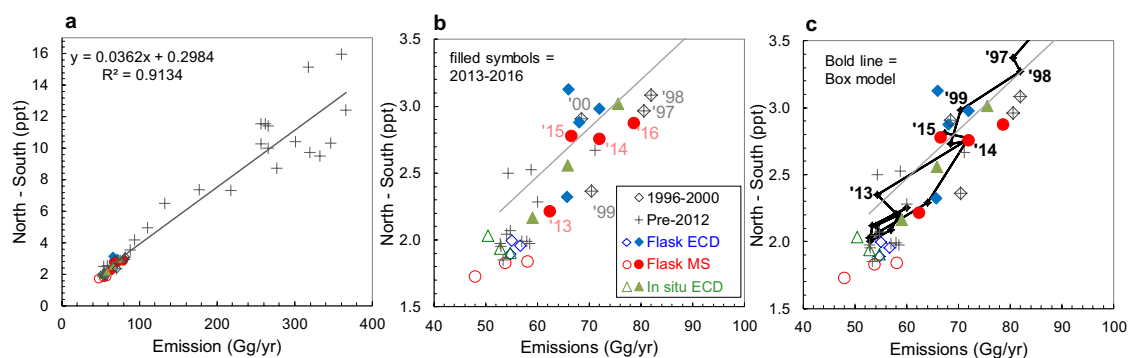 a
y = 0.0362x + 0.2984
R² = 0.9134
16
14
12
10
8
6
4
2
0
0 100 200 300 400
Emission (Gg/yr)
North - South (ppt)
b
filled symbols =
2013-2016
3.5
3.0
2.5
2.0
1.5
'00
'98
'97
'15
'16
'14
'99
'13
1996-2000
Pre-2012
Flask ECD
Flask MS
In situ ECD
40 50 60 70 80 90 100
Emissions (Gg/yr)
North - South (ppt)
c
Bold line =
Box model
3.5
3.0
2.5
2.0
1.5
'97
'98
'99
'15
'14
'13
40 50 60 70 80 90 100
Emissions (Gg/yr)
North - South (ppt)